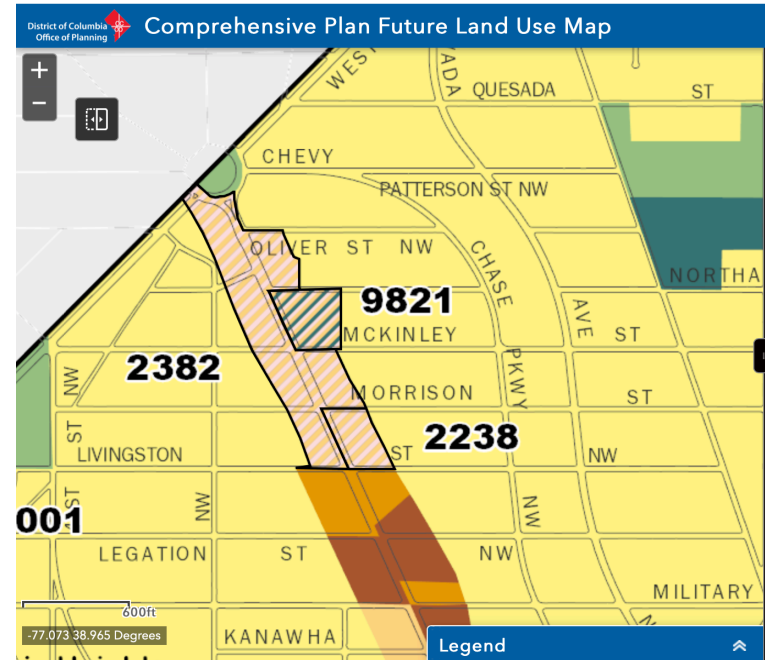 District of Columbia
Office of Planning
Comprehensive Plan Future Land Use Map
+
−
WEST
ADA
QUESADA
ST
CHEVY
PATTERSON ST NW
OLIVER ST NW
CHASE
NORTHA
9821
MCKINLEY
AVE
ST
2382
NW
PKWY
MORRISON
ST
ST
2238
LIVINGSTON
ST
NW
ST
NW
NW
001
LEGATION
ST
NW
MILITARY
600ft
-77.073 38.965 Degrees
KANAWHA
Legend